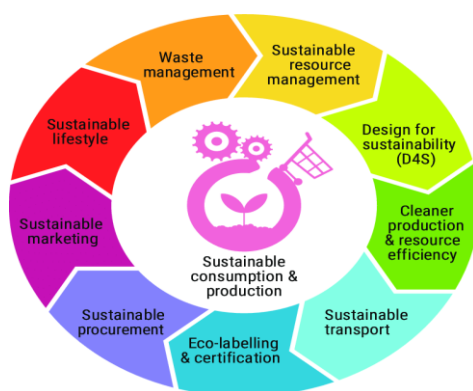 Waste
management
Sustainable
resource
management
Design for
sustainability
(D4S)
Cleaner
production
& resource
efficiency
Sustainable
transport
Eco-labelling
& certification
Sustainable
procurement
Sustainable
marketing
Sustainable
lifestyle
Sustainable
consumption &
production